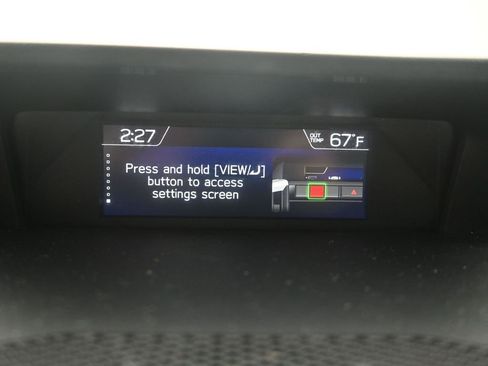 2:27
OUT
TEMP
67°F
Press and hold [VIEW/⤶]
button to access
settings screen